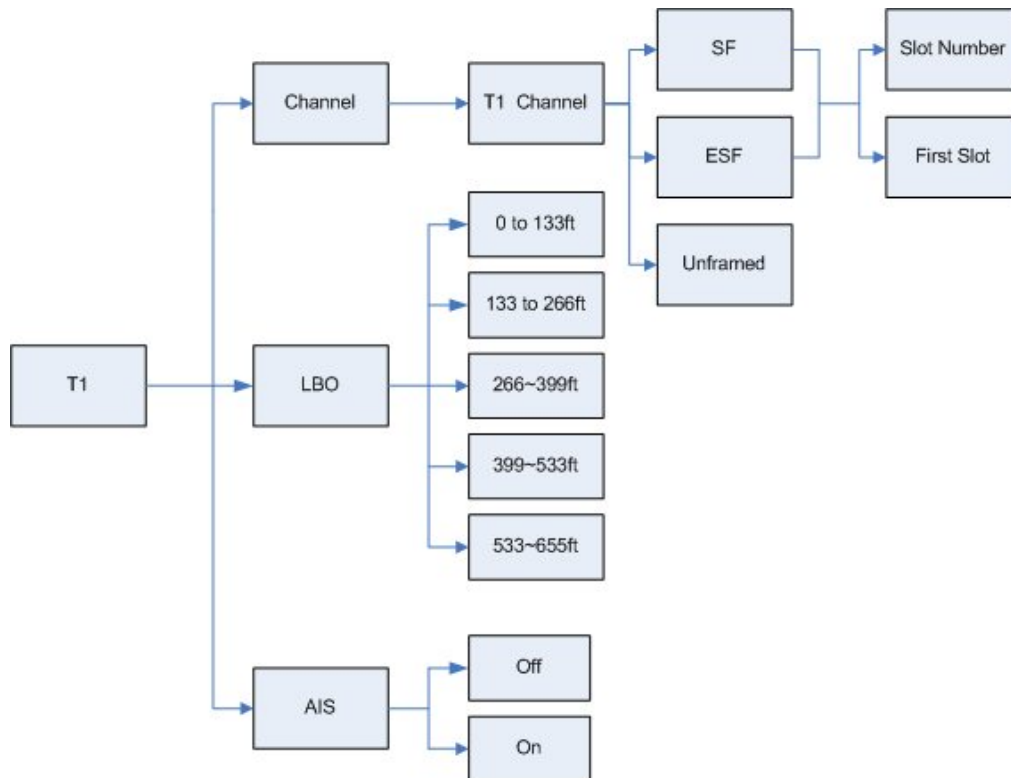 SF
Slot Number
Channel
T1 Channel
ESF
First Slot
0 to 133ft
Unframed
133 to 266ft
T1
LBO
266~399ft
399~533ft
533~655ft
Off
AIS
On